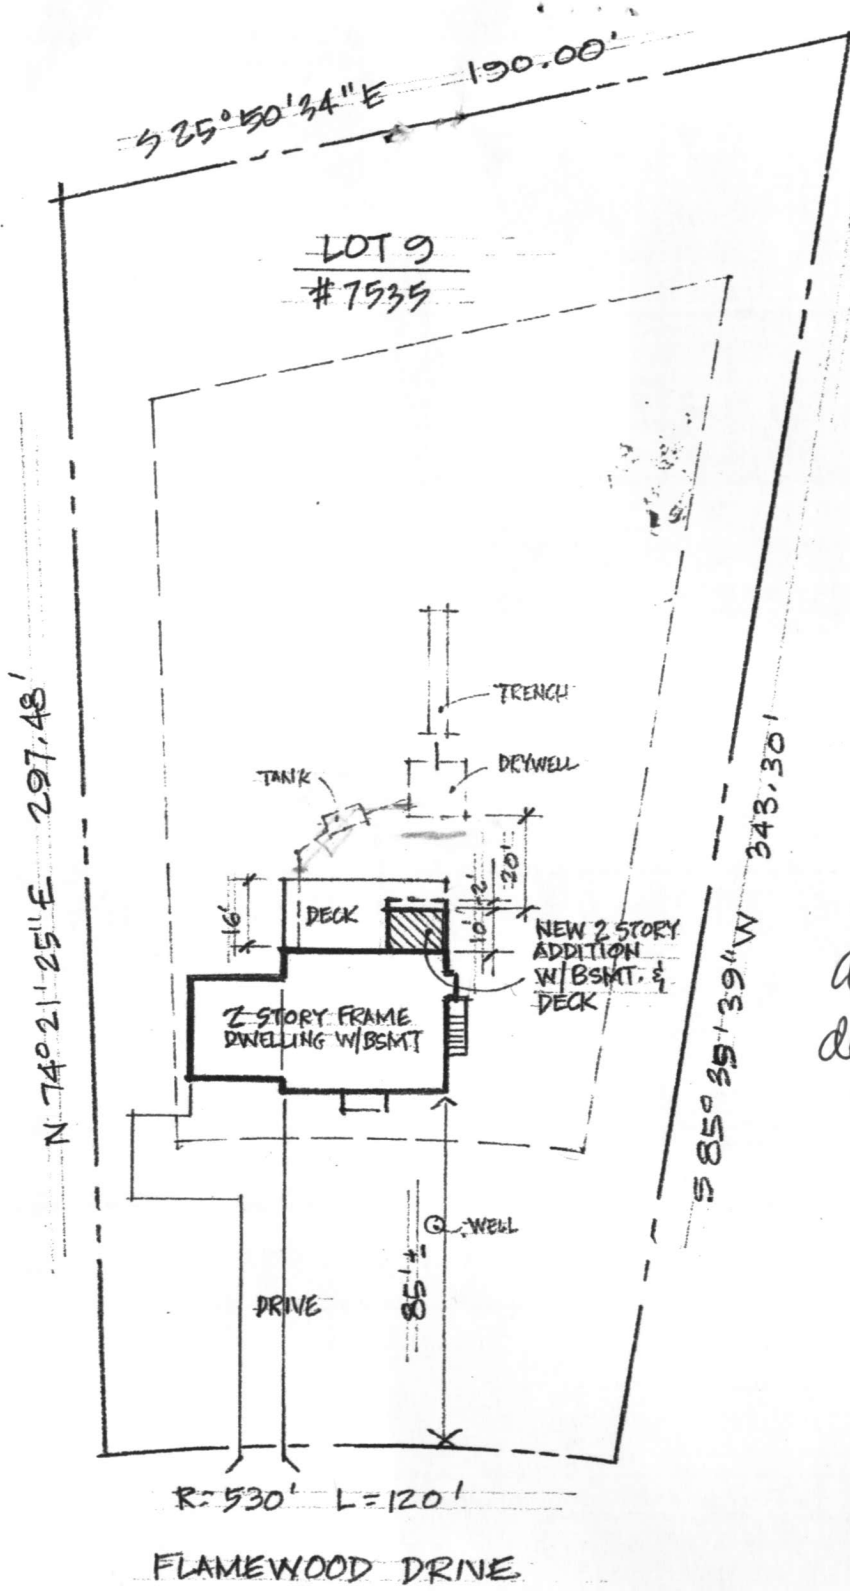 S 25° 50' 34" E 190.00'
LOT 9
# 7535
N 74° 21' 25" E 297.48'
S 85° 35' 39" W 343.30'
TRENCH
DRYWELL
TANK
20'
2'
10'
16'
DECK
NEW 2 STORY
ADDITION
W/BSMT. &
DECK
2 STORY FRAME
DWELLING W/BSMT
WELL
85' ±
DRIVE
R=530' L=120'
FLAMEWOOD DRIVE